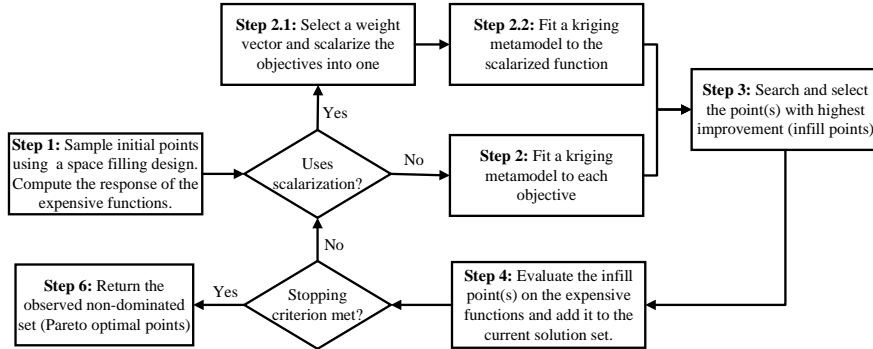 Step 2.1: Select a weight
vector and scalarize the
objectives into one
Step 2.2: Fit a kriging
metamodel to the
scalarized function
Step 3: Search and select
the point(s) with highest
improvement (infill points)
Yes
Step 1: Sample initial points
using a space filling design.
Compute the response of the
expensive functions.
Uses
scalarization?
No
Step 2: Fit a kriging
metamodel to each
objective
No
Step 6: Return the
observed non-dominated
set (Pareto optimal points)
Yes
Stopping
criterion met?
Step 4: Evaluate the infill
point(s) on the expensive
functions and add it to the
current solution set.